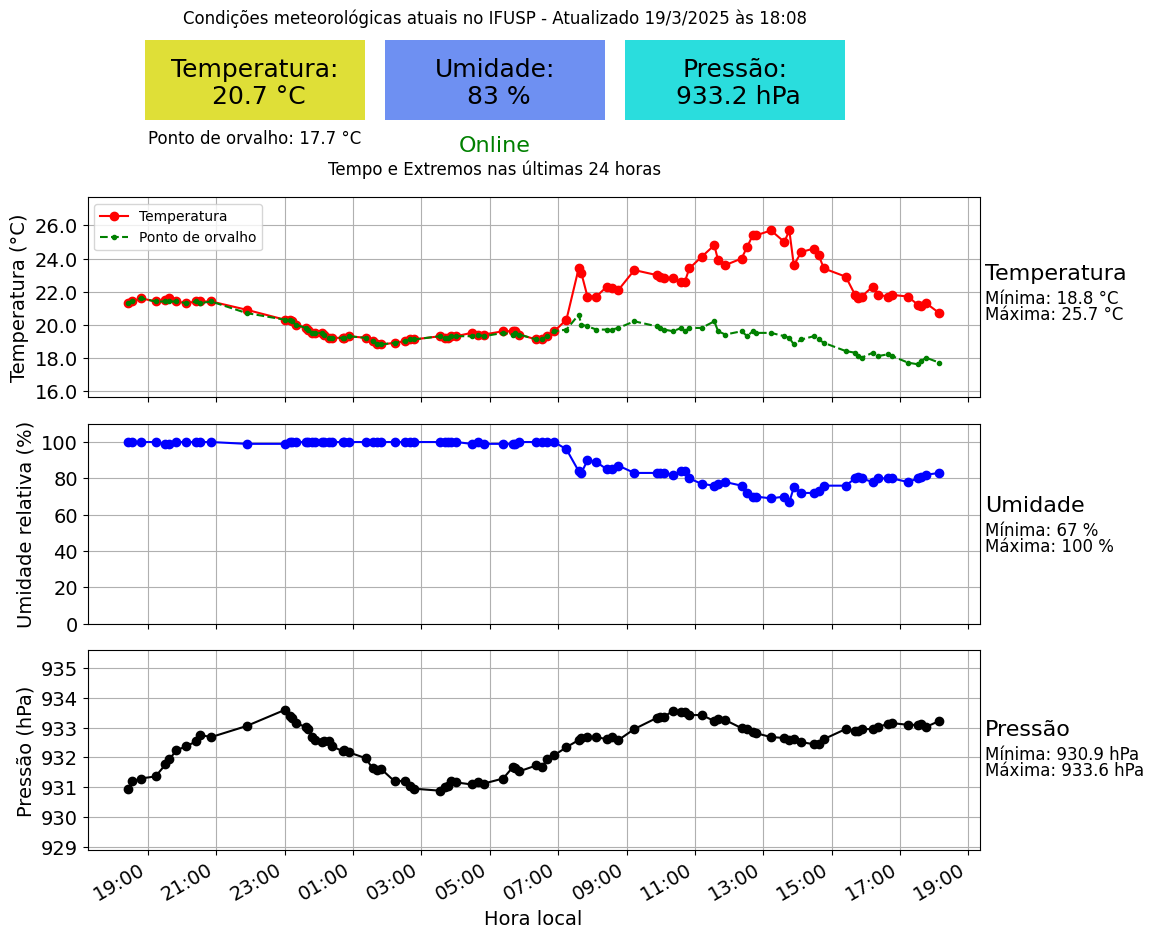 Condições meteorológicas atuais no IFUSP - Atualizado 19/3/2025 às 18:08
Temperatura:
20.7 °C
Umidade:
83 %
Pressão:
933.2 hPa
Ponto de orvalho: 17.7 °C
Online
Tempo e Extremos nas últimas 24 horas
Temperatura (°C)
26.0
24.0
22.0
20.0
18.0
16.0
Temperatura
Ponto de orvalho
Temperatura
Mínima: 18.8 °C
Máxima: 25.7 °C
Umidade relativa (%)
100
80
60
40
20
0
Umidade
Mínima: 67 %
Máxima: 100 %
Pressão (hPa)
935
934
933
932
931
930
929
Pressão
Mínima: 930.9 hPa
Máxima: 933.6 hPa
19:00 21:00 23:00 01:00 03:00 05:00 07:00 09:00 11:00 13:00 15:00 17:00 19:00
Hora local